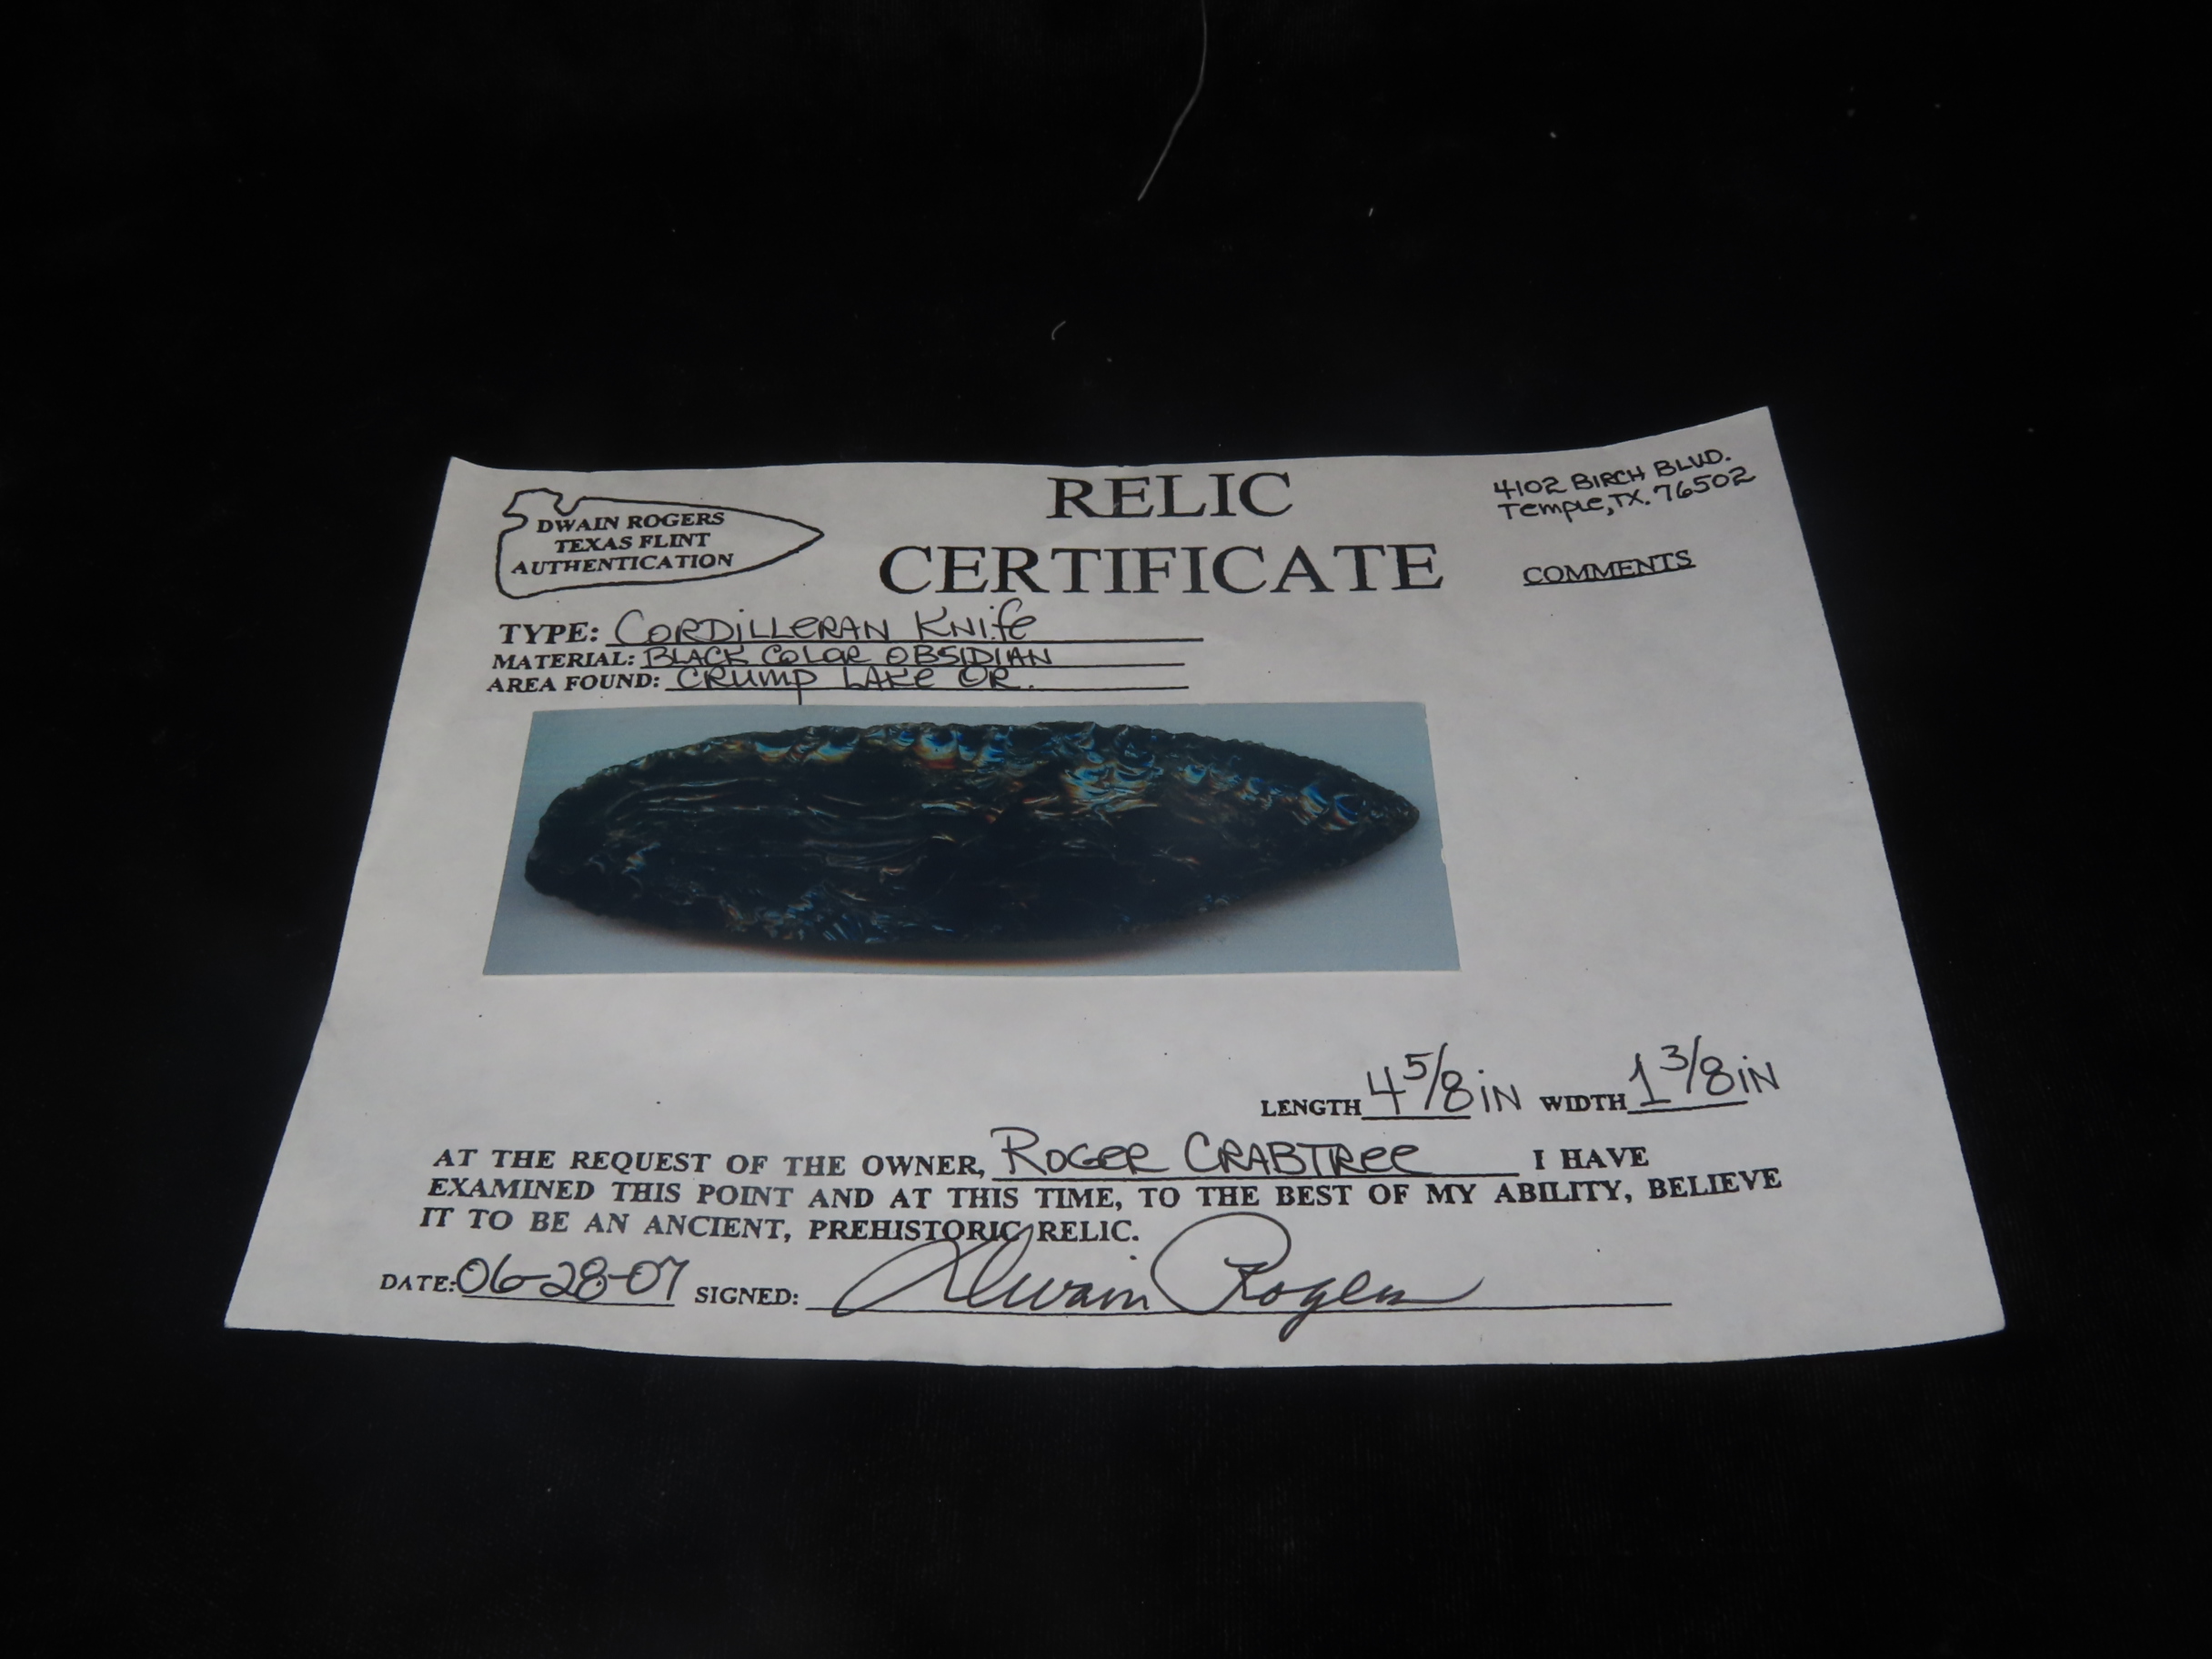 DWAIN ROGERS
TEXAS FLINT
AUTHENTICATION
RELIC
CERTIFICATE
4102 BIRCH BLVD.
Temple, TX. 76502
COMMENTS
TYPE: CORDILLERAN KNife
MATERIAL: BLACK COLOR OBSIDIAN
AREA FOUND: CRUMP LAKE OR.
LENGTH 4 5/8 iN WIDTH 1 3/8 iN
AT THE REQUEST OF THE OWNER, ROGER CRABTREE I HAVE
EXAMINED THIS POINT AND AT THIS TIME, TO THE BEST OF MY ABILITY, BELIEVE
IT TO BE AN ANCIENT, PREHISTORIC RELIC.
DATE: 06-28-07 SIGNED: Dwain Rogers